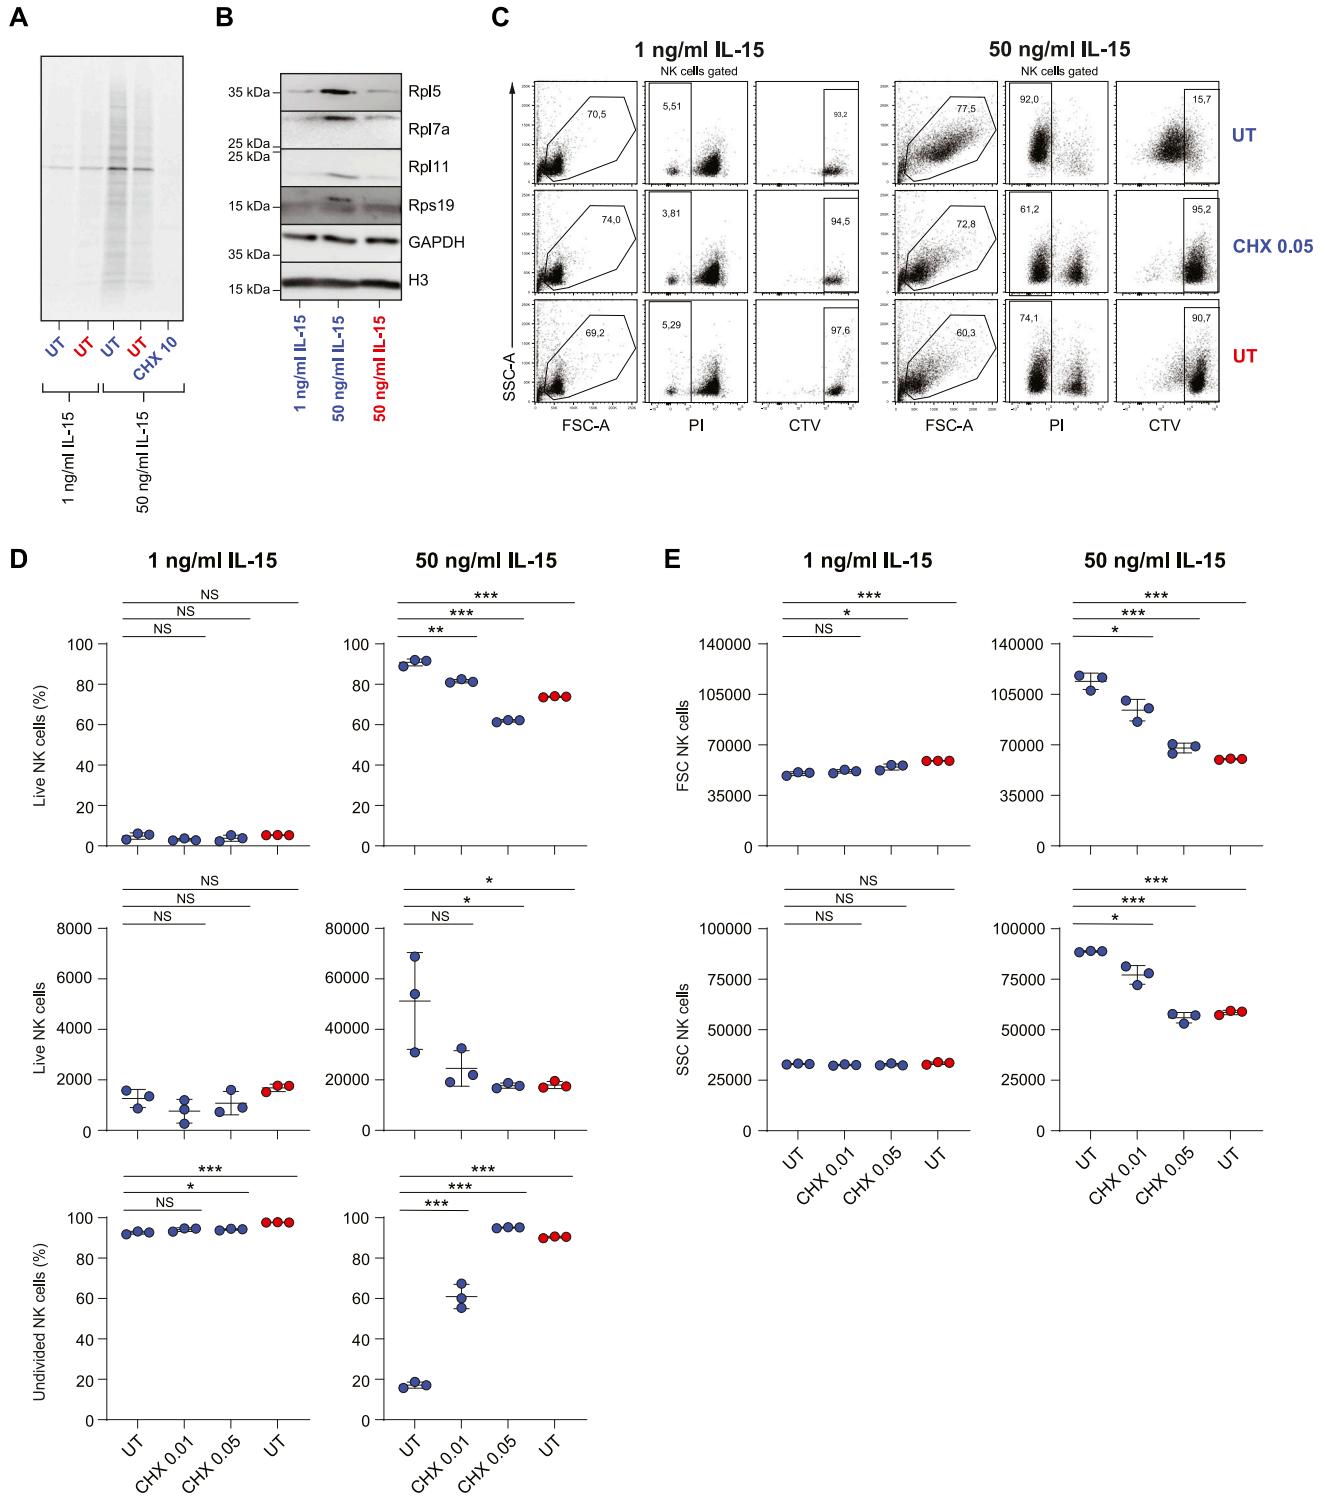 A
UT
UT
UT
UT
CHX 10
1 ng/ml IL-15
50 ng/ml IL-15
B
35 kDa
Rpl5
Rpl7a
25 kDa
25 kDa
Rpl11
15 kDa
Rps19
GAPDH
35 kDa
H3
15 kDa
1 ng/ml IL-15
50 ng/ml IL-15
50 ng/ml IL-15
C
1 ng/ml IL-15
50 ng/ml IL-15
NK cells gated
NK cells gated
70,5
5,51
93,2
77,5
92,0
15,7
UT
74,0
3,81
94,5
72,8
61,2
95,2
CHX 0.05
69,2
5,29
97,6
60,3
74,1
90,7
UT
SSC-A
FSC-A
PI
CTV
FSC-A
PI
CTV
D
1 ng/ml IL-15
50 ng/ml IL-15
NS
NS
NS
***
***
**
Live NK cells (%)
100
80
60
40
20
0
100
80
60
40
20
0
NS
NS
NS
*
*
NS
Live NK cells
8000
6000
4000
2000
0
80000
60000
40000
20000
0
***
*
NS
***
***
***
Undivided NK cells (%)
100
80
60
40
20
0
100
80
60
40
20
0
UT
CHX 0.01
CHX 0.05
UT
UT
CHX 0.01
CHX 0.05
UT
E
1 ng/ml IL-15
50 ng/ml IL-15
***
*
NS
***
***
*
FSC NK cells
140000
105000
70000
35000
0
140000
105000
70000
35000
0
NS
NS
NS
***
***
*
SSC NK cells
100000
75000
50000
25000
0
100000
75000
50000
25000
0
UT
CHX 0.01
CHX 0.05
UT
UT
CHX 0.01
CHX 0.05
UT